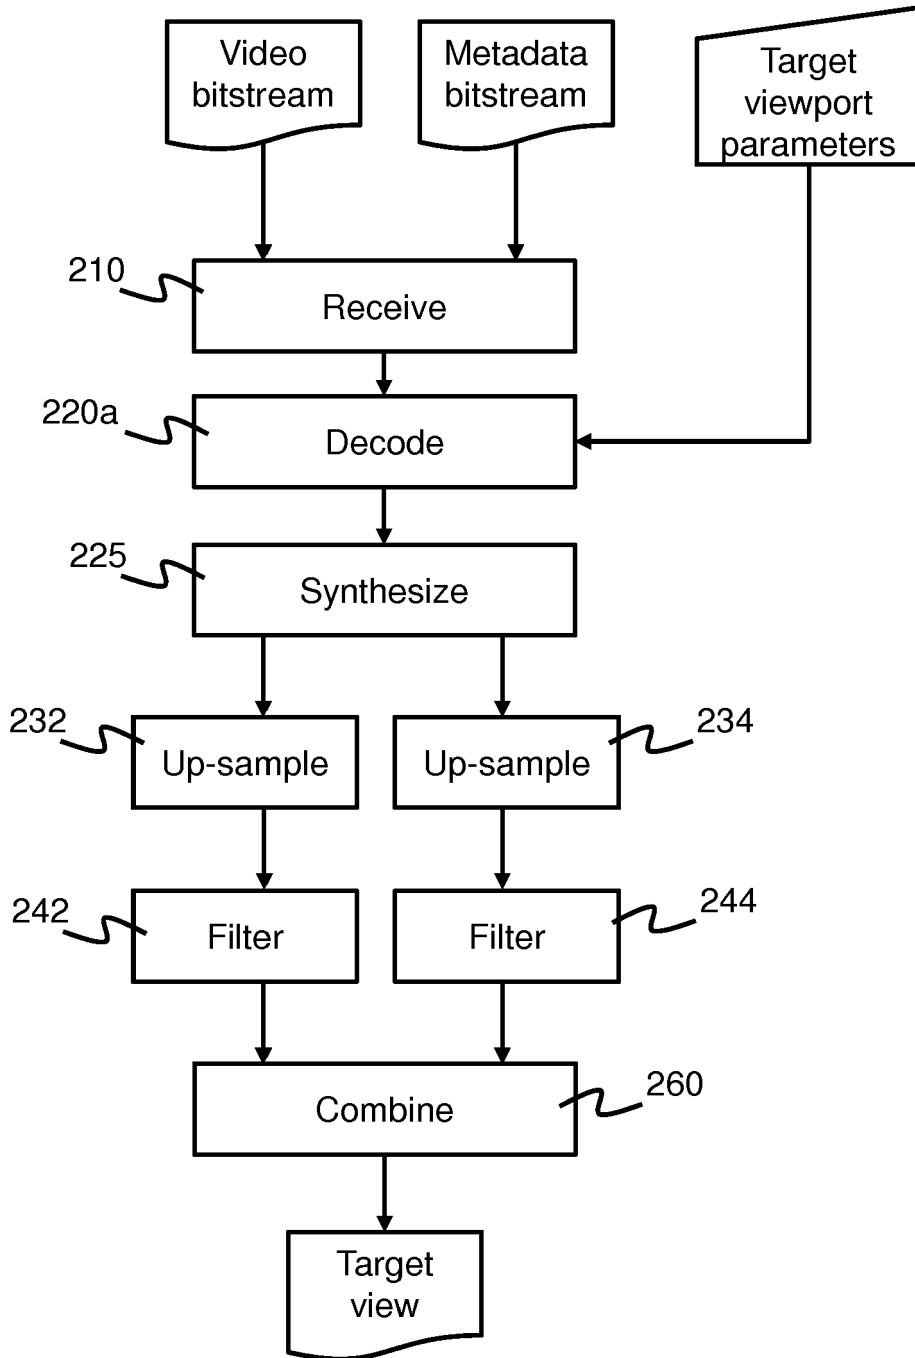 Video
bitstream
Metadata
bitstream
Target
viewport
parameters
210
Receive
220a
Decode
225
Synthesize
232
Up-sample
Up-sample
234
242
Filter
Filter
244
Combine
260
Target
view